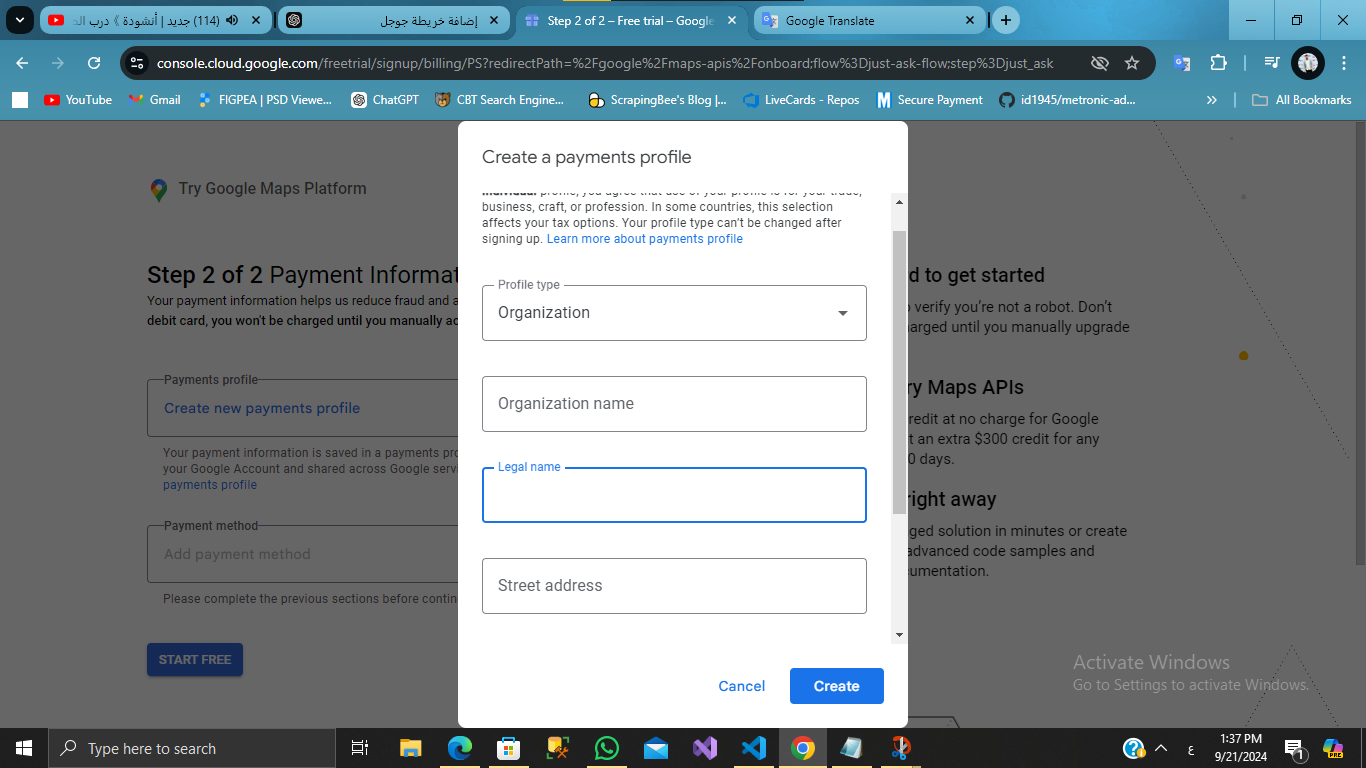 (114) جديد | أنشودة 》 درب الد
إضافة خريطة جوجل
Step 2 of 2 – Free trial – Google
Google Translate
console.cloud.google.com/freetrial/signup/billing/PS?redirectPath=%2Fgoogle%2Fmaps-apis%2Fonboard;flow%3Djust-ask-flow;step%3Djust_ask
YouTube
Gmail
FIGPEA | PSD Viewe...
ChatGPT
CBT Search Engine...
ScrapingBee's Blog |...
LiveCards - Repos
Secure Payment
id1945/metronic-ad...
All Bookmarks
Try Google Maps Platform
Step 2 of 2 Payment Informat
Your payment information helps us reduce fraud and a
debit card, you won't be charged until you manually ac
Payments profile
Create new payments profile
Your payment information is saved in a payments pro
your Google Account and shared across Google servi
payments profile
Payment method
Add payment method
Please complete the previous sections before contin
START FREE
Create a payments profile
Individual profile, you agree that use of your profile is for your trade,
business, craft, or profession. In some countries, this selection
affects your tax options. Your profile type can't be changed after
signing up. Learn more about payments profile
Profile type
Organization
Organization name
Legal name
Street address
Cancel
Create
d to get started
o verify you're not a robot. Don't
arged until you manually upgrade
ry Maps APIs
redit at no charge for Google
t an extra $300 credit for any
0 days.
right away
ged solution in minutes or create
advanced code samples and
umentation.
Activate Windows
Go to Settings to activate Windows.
Type here to search
ع
1:37 PM
9/21/2024
1
PRE